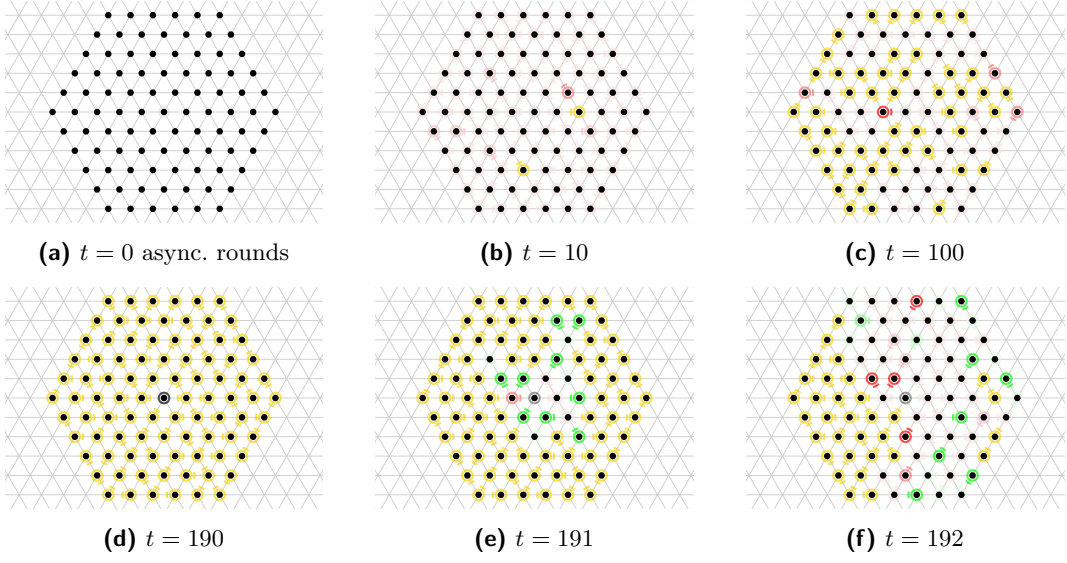 (a) t = 0 async. rounds
(b) t = 10
(c) t = 100
(d) t = 190
(e) t = 191
(f) t = 192